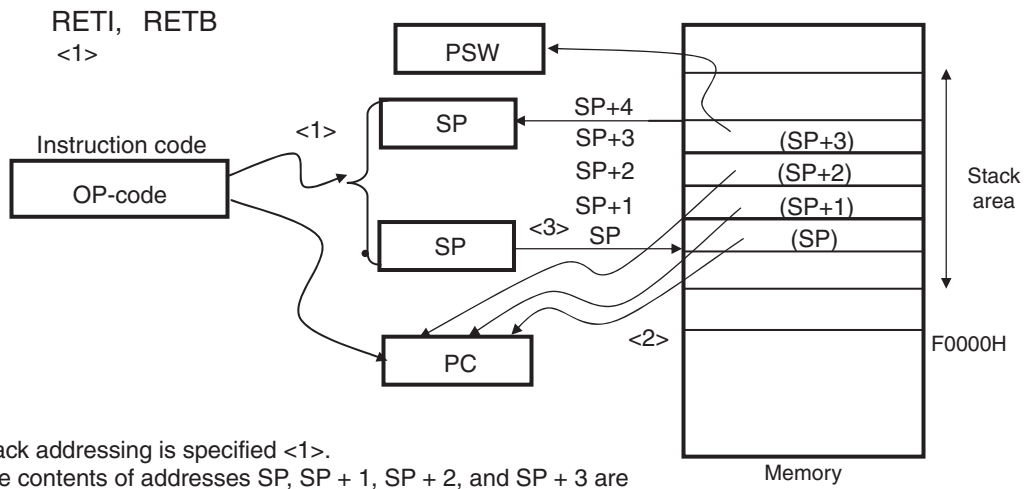 RETI, RETB
<1>
PSW
SP+4
<1>
SP
SP+3
(SP+3)
Instruction code
SP+2
(SP+2)
Stack
area
OP-code
SP+1
(SP+1)
SP
<3>
SP
(SP)
<2>
F0000H
PC
ack addressing is specified <1>.
e contents of addresses SP, SP + 1, SP + 2, and SP + 3 are
Memory